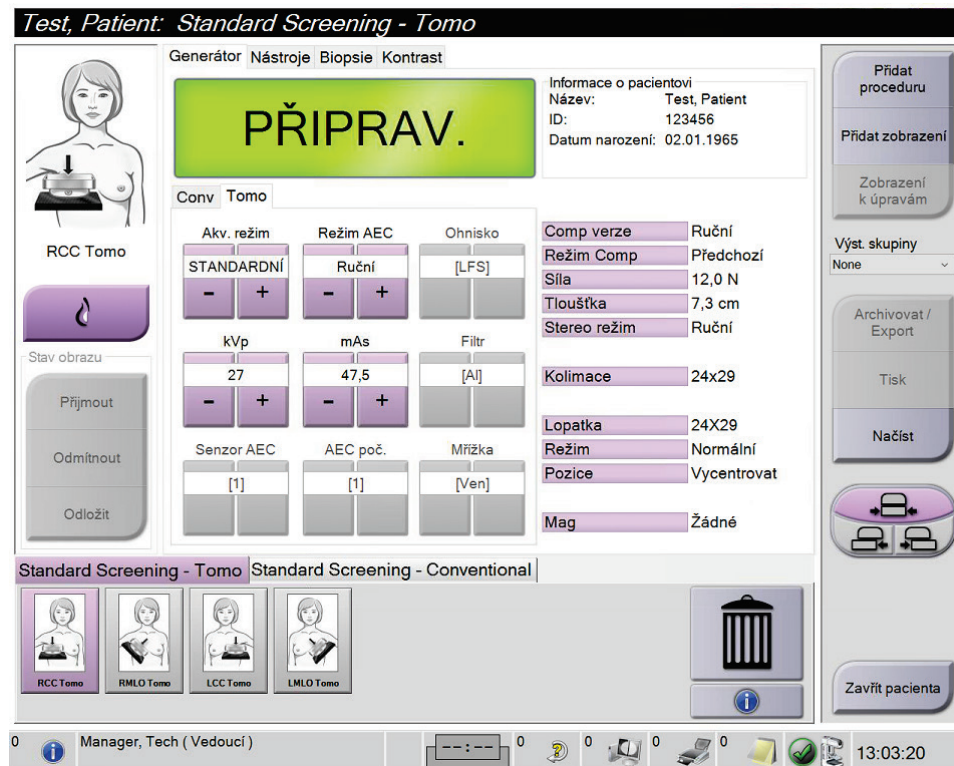 Test, Patient: Standard Screening - Tomo
Generátor Nástroje Biopsie Kontrast
PŘIPRAV.
Informace o pacientovi
Název: Test, Patient
ID: 123456
Datum narození: 02.01.1965
RCC Tomo
Stav obrazu
Přijmout
Odmítnout
Odložit
Conv Tomo
Akv. režim Režim AEC Ohnisko
STANDARDNÍ Ruční [LFS]
- + - +
kVp mAs Filtr
27 47,5 [Al]
- + - +
Senzor AEC AEC poč. Mřížka
[1] [1] [Ven]
Comp verze Ruční
Režim Comp Předchozí
Síla 12,0 N
Tloušťka 7,3 cm
Stereo režim Ruční
Kolimace 24x29
Lopatka 24X29
Režim Normální
Pozice Vycentrovat
Mag Žádné
Přidat
proceduru
Přidat zobrazení
Zobrazení
k úpravám
Výst. skupiny
None
Archivovat /
Export
Tisk
Načíst
Zavřít pacienta
Standard Screening - Tomo Standard Screening - Conventional
RCC Tomo RMLO Tomo LCC Tomo LMLO Tomo
0 Manager, Tech ( Vedoucí ) --:-- 0 0 0 0 13:03:20